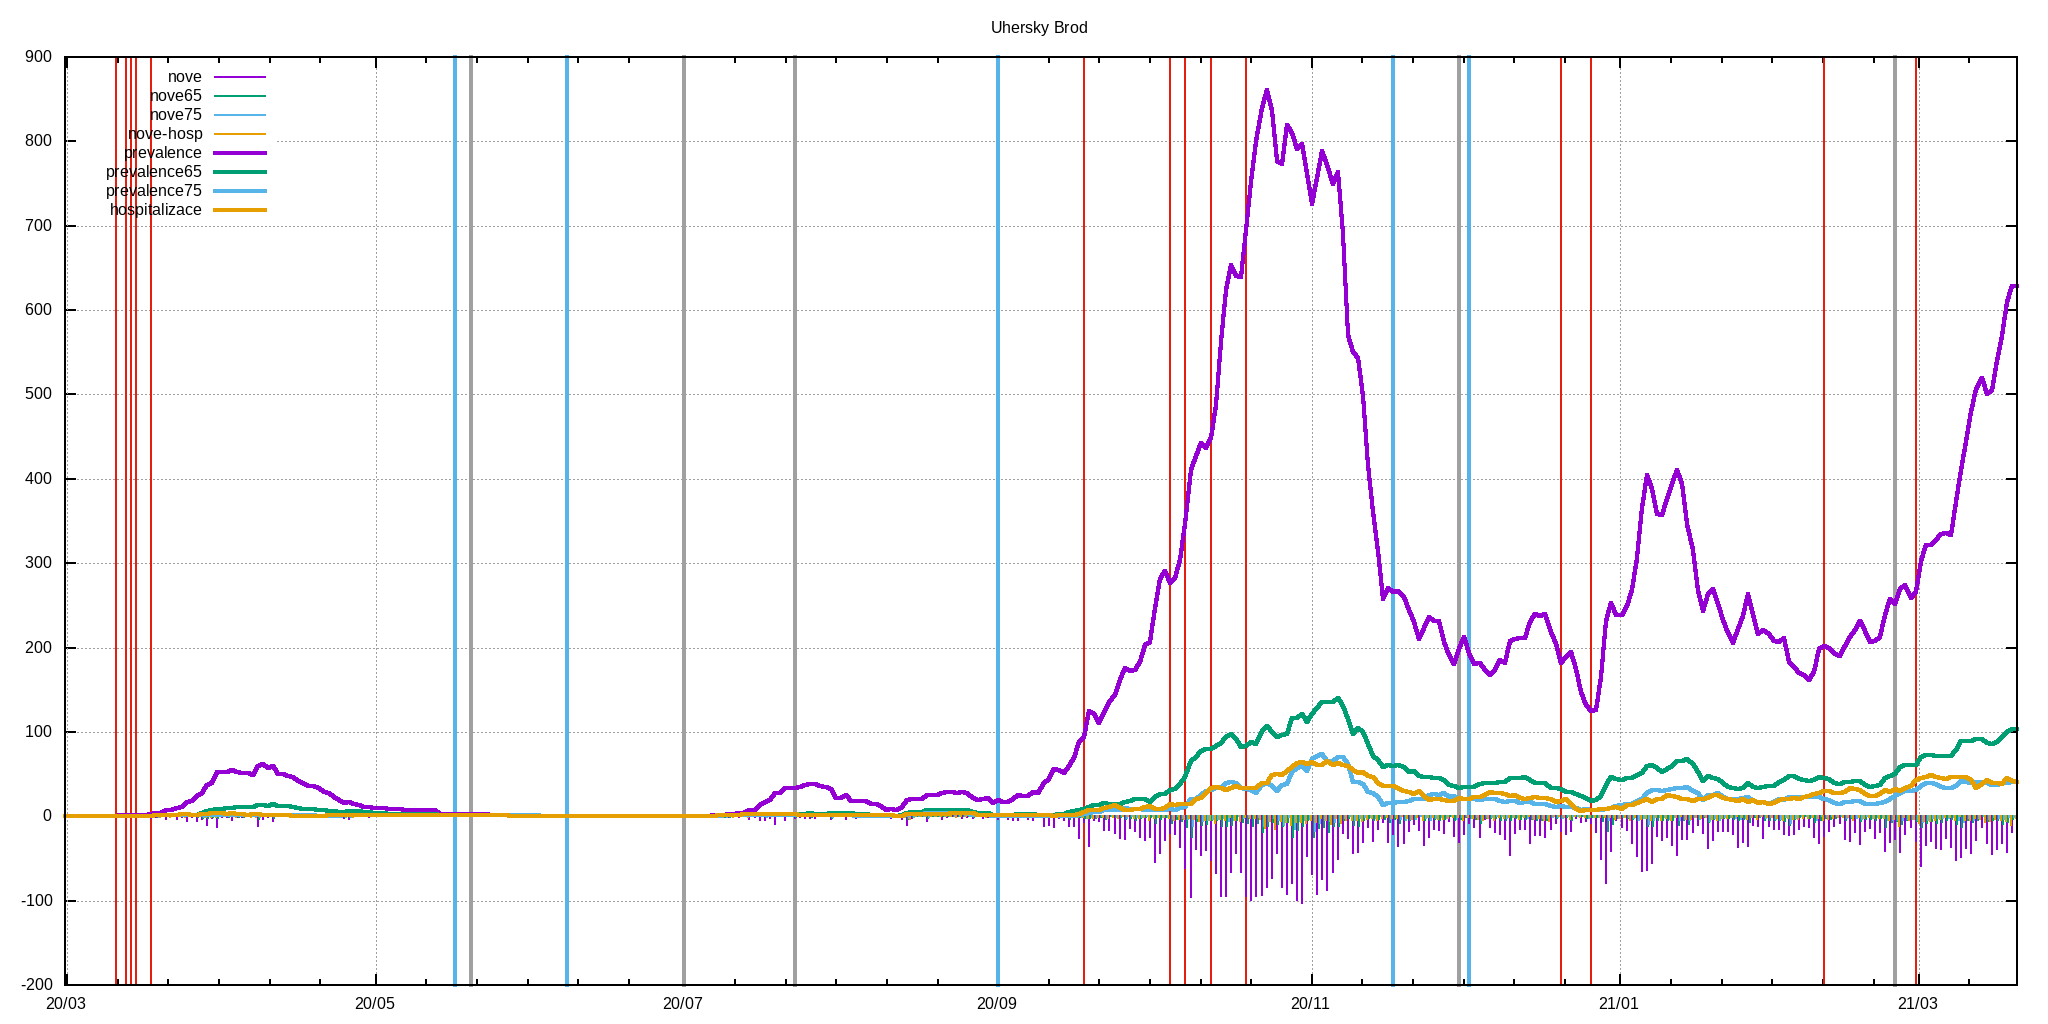 Uhersky Brod
900
800
700
600
500
400
300
200
100
0
-100
-200
nove
nove65
nove75
nove-hosp
prevalence
prevalence65
prevalence75
hospitalizace
20/03 20/05 20/07 20/09 20/11 21/01 21/03